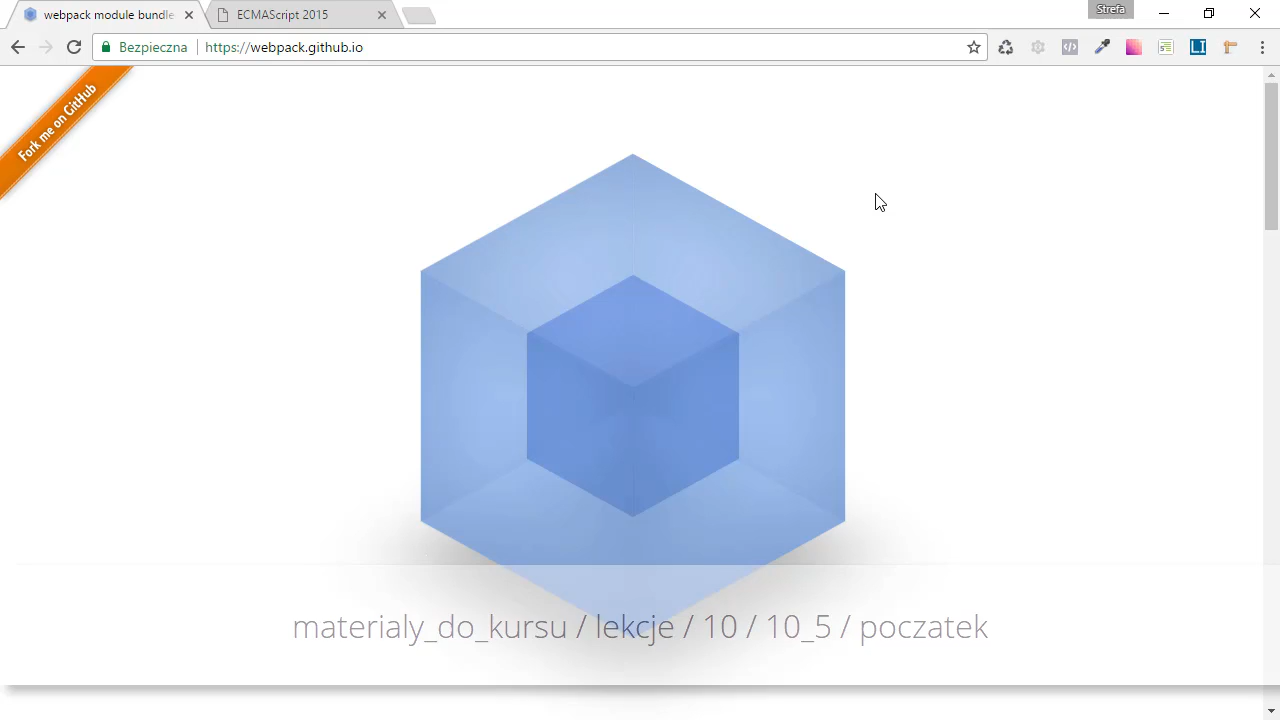 webpack module bundle
ECMAScript 2015
Strefa
Bezpieczna
https://webpack.github.io
LI
Fork me on GitHub
materialy_do_kursu / lekcje / 10 / 10_5 / poczatek